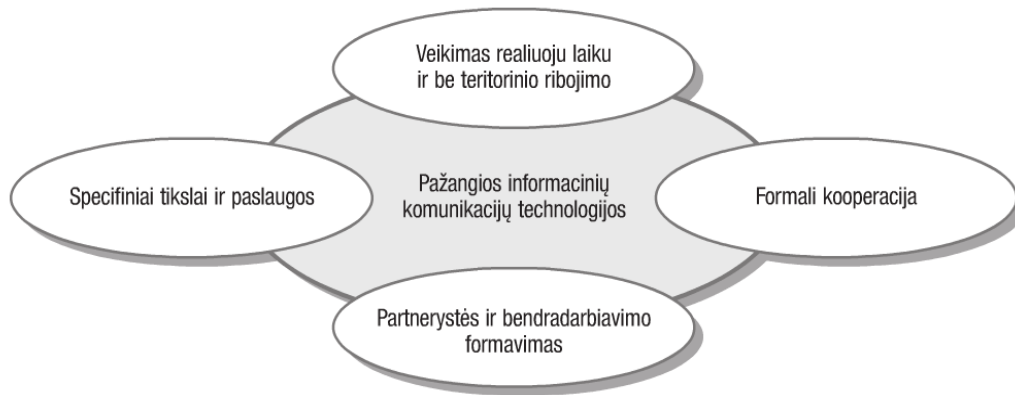 Veikimas realiuoju laiku
ir be teritorinio ribojimo
Specifiniai tikslai ir paslaugos
Pažangios informacinių
komunikacijų technologijos
Formali kooperacija
Partnerystės ir bendradarbiavimo
formavimas